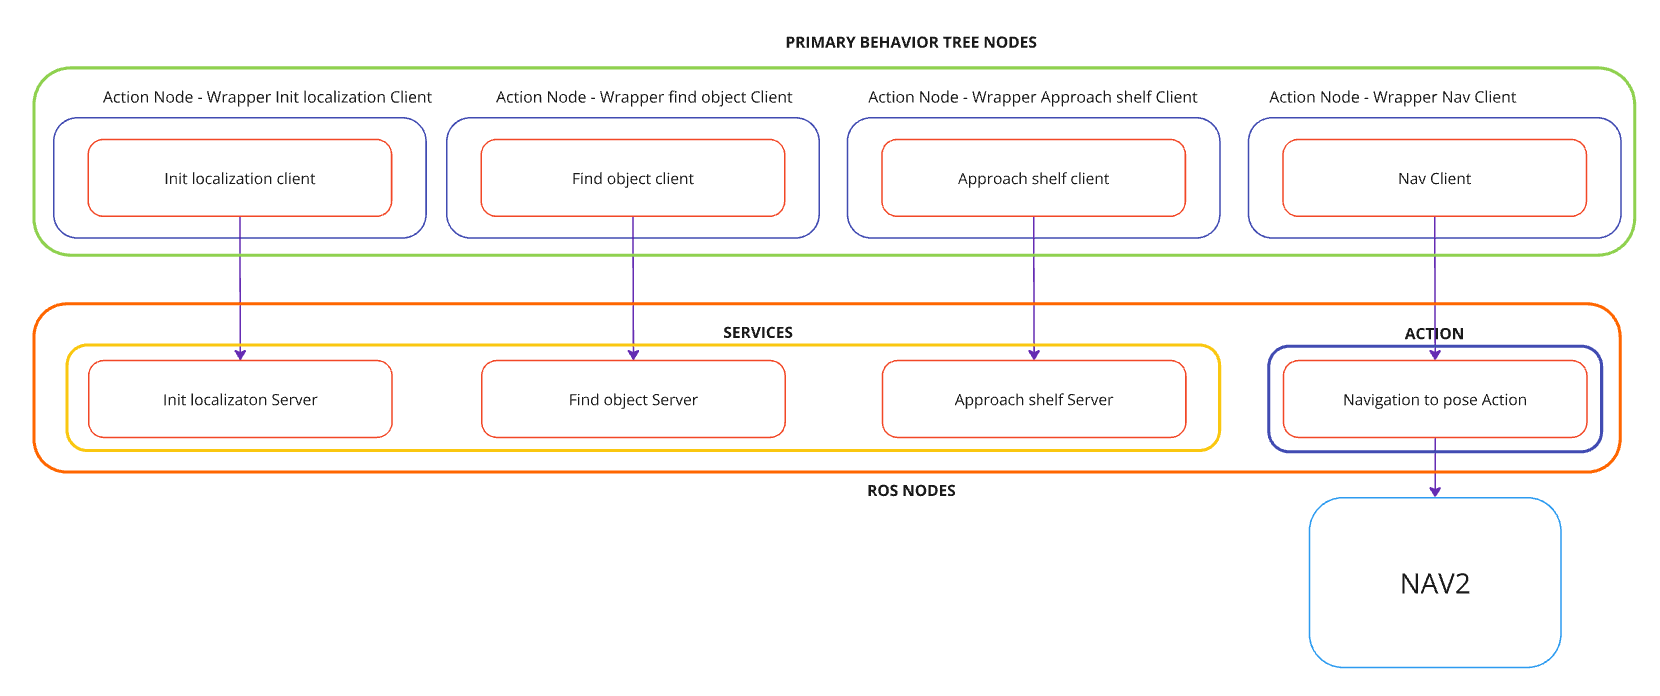 PRIMARY BEHAVIOR TREE NODES
Action Node - Wrapper Init localization Client
Action Node - Wrapper find object Client
Action Node - Wrapper Approach shelf Client
Action Node - Wrapper Nav Client
Init localization client
Find object client
Approach shelf client
Nav Client
SERVICES
ACTION
Init localizaton Server
Find object Server
Approach shelf Server
Navigation to pose Action
ROS NODES
NAV2